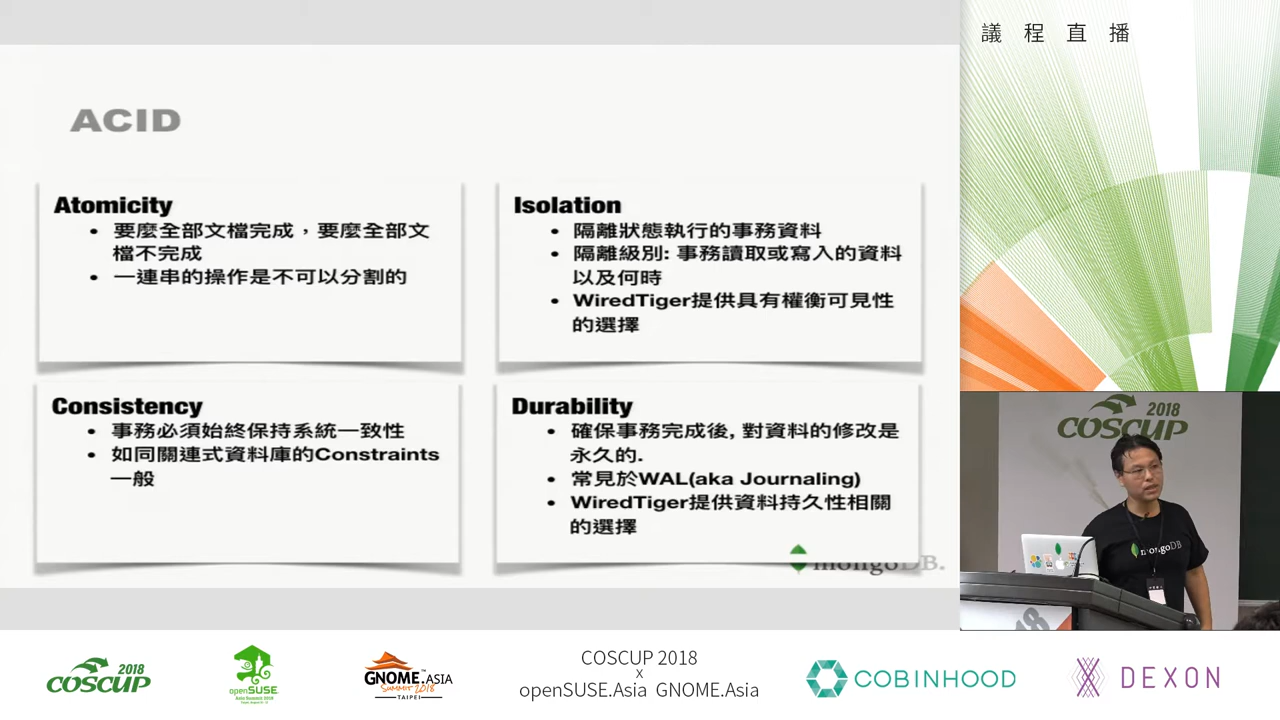 議程直播
ACID
Atomicity
• 要麼全部文檔完成，要麼全部文
檔不完成
• 一連串的操作是不可以分割的
Isolation
• 隔離狀態執行的事務資料
• 隔離級別: 事務讀取或寫入的資料
以及何時
• WiredTiger提供具有權衡可見性
的選擇
Consistency
• 事務必須始終保持系統一致性
• 如同關連式資料庫的Constraints
一般
Durability
• 確保事務完成後, 對資料的修改是
永久的.
• 常見於WAL(aka Journaling)
• WiredTiger提供資料持久性相關
的選擇
mongoDB.
2018
COSCUP
mongoDB
18
2018
COSCUP
openSUSE
Asia Summit 2018
GNOME.ASIA
SUMMIT 2018
TAIPEI
COSCUP 2018
x
openSUSE.Asia GNOME.Asia
COBINHOOD
DEXON